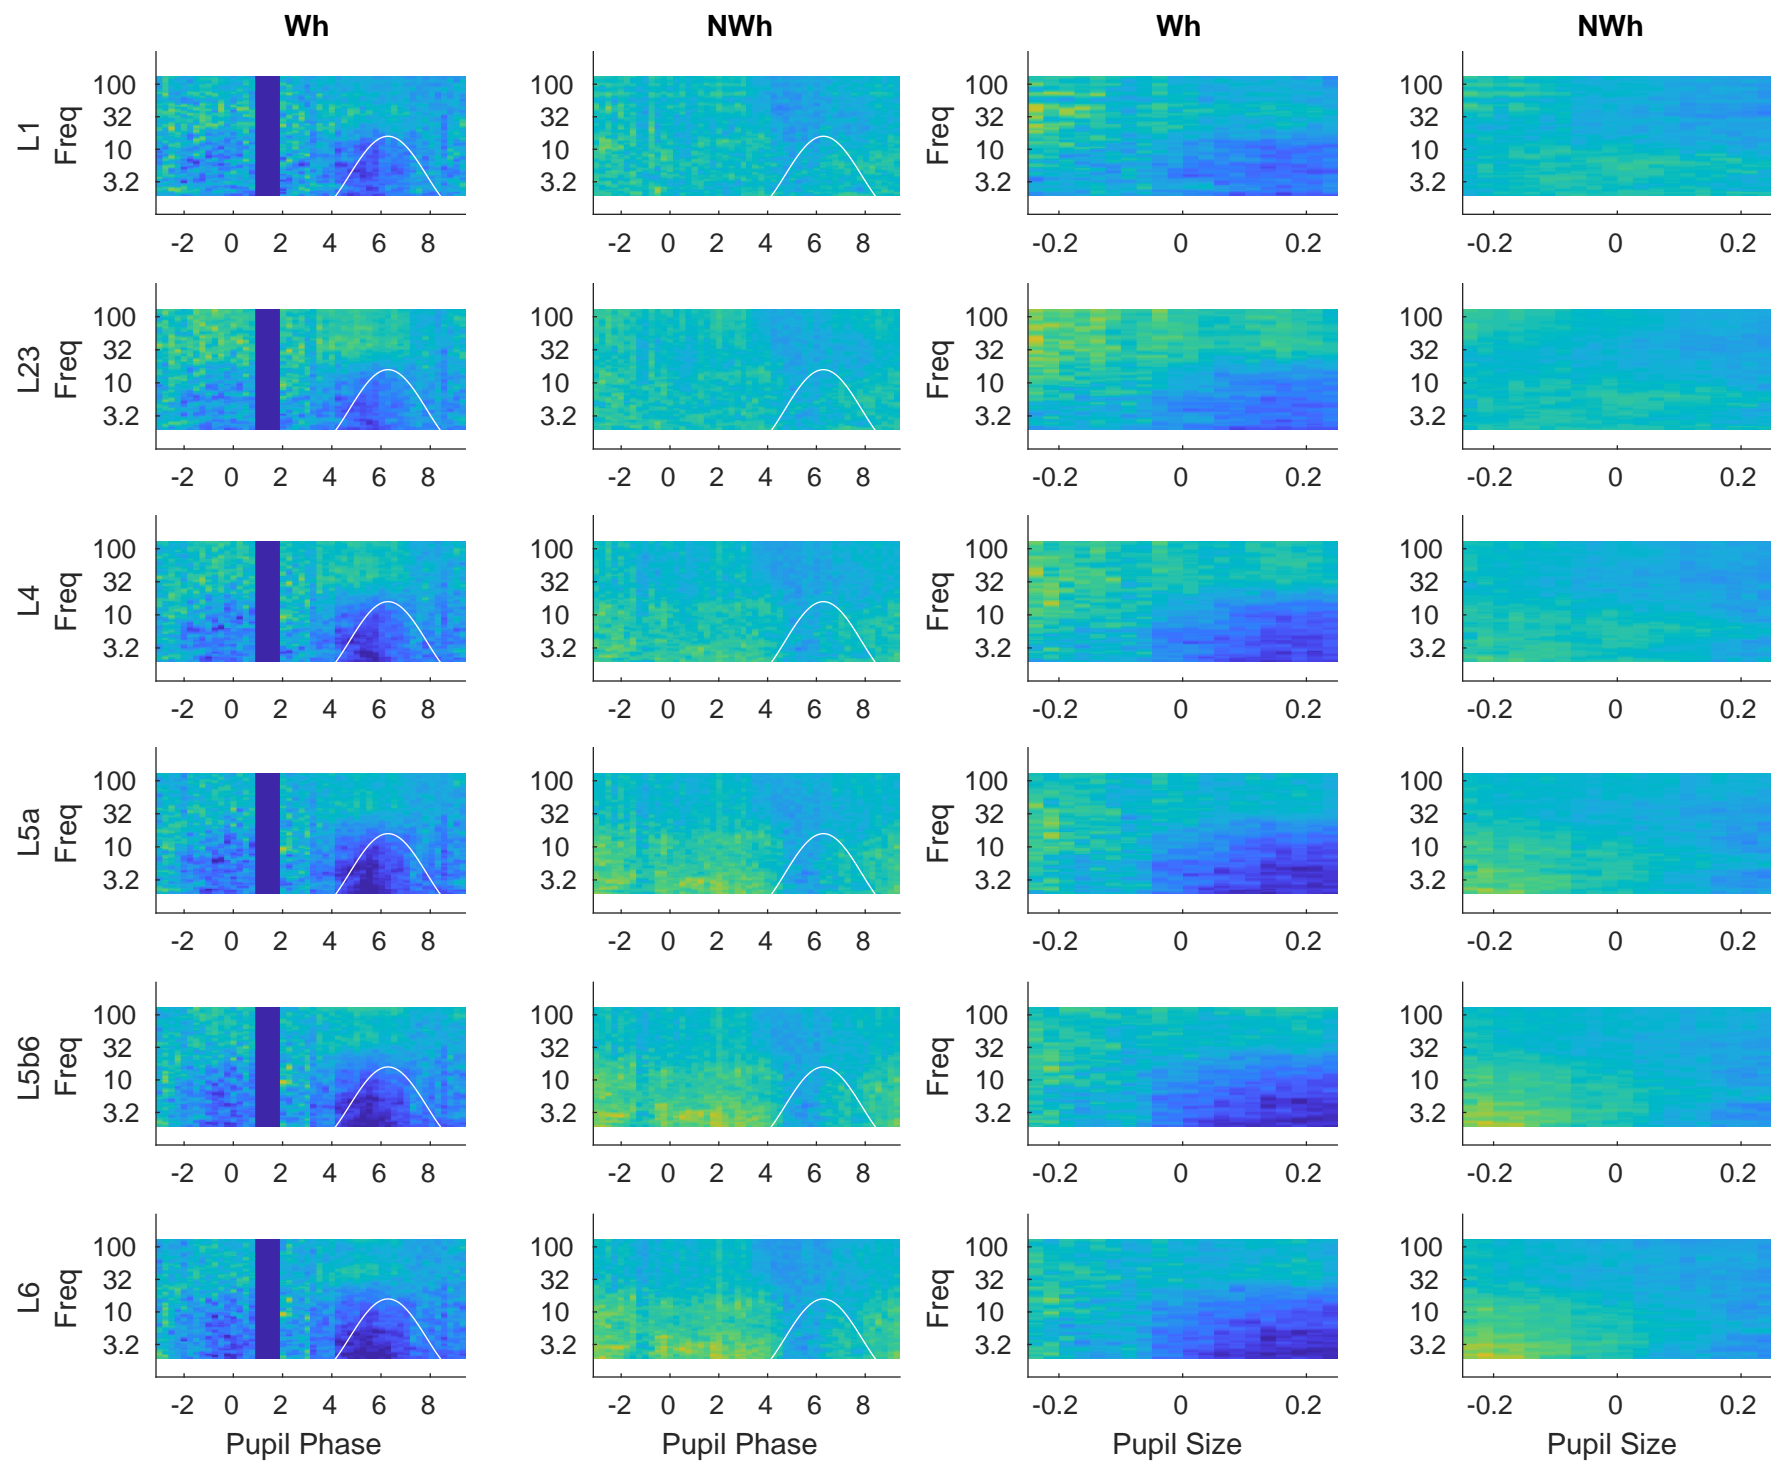 Wh NWh Wh NWh
L1 Freq 100 32 10 3.2 -2 0 2 4 6 8
100 32 10 3.2 -2 0 2 4 6 8
Freq 100 32 10 3.2 -0.2 0 0.2
100 32 10 3.2 -0.2 0 0.2
L23 Freq 100 32 10 3.2 -2 0 2 4 6 8
100 32 10 3.2 -2 0 2 4 6 8
Freq 100 32 10 3.2 -0.2 0 0.2
100 32 10 3.2 -0.2 0 0.2
L4 Freq 100 32 10 3.2 -2 0 2 4 6 8
100 32 10 3.2 -2 0 2 4 6 8
Freq 100 32 10 3.2 -0.2 0 0.2
100 32 10 3.2 -0.2 0 0.2
L5a Freq 100 32 10 3.2 -2 0 2 4 6 8
100 32 10 3.2 -2 0 2 4 6 8
Freq 100 32 10 3.2 -0.2 0 0.2
100 32 10 3.2 -0.2 0 0.2
L5b6 Freq 100 32 10 3.2 -2 0 2 4 6 8
100 32 10 3.2 -2 0 2 4 6 8
Freq 100 32 10 3.2 -0.2 0 0.2
100 32 10 3.2 -0.2 0 0.2
L6 Freq 100 32 10 3.2 -2 0 2 4 6 8
100 32 10 3.2 -2 0 2 4 6 8
Freq 100 32 10 3.2 -0.2 0 0.2
100 32 10 3.2 -0.2 0 0.2
Pupil Phase Pupil Phase Pupil Size Pupil Size